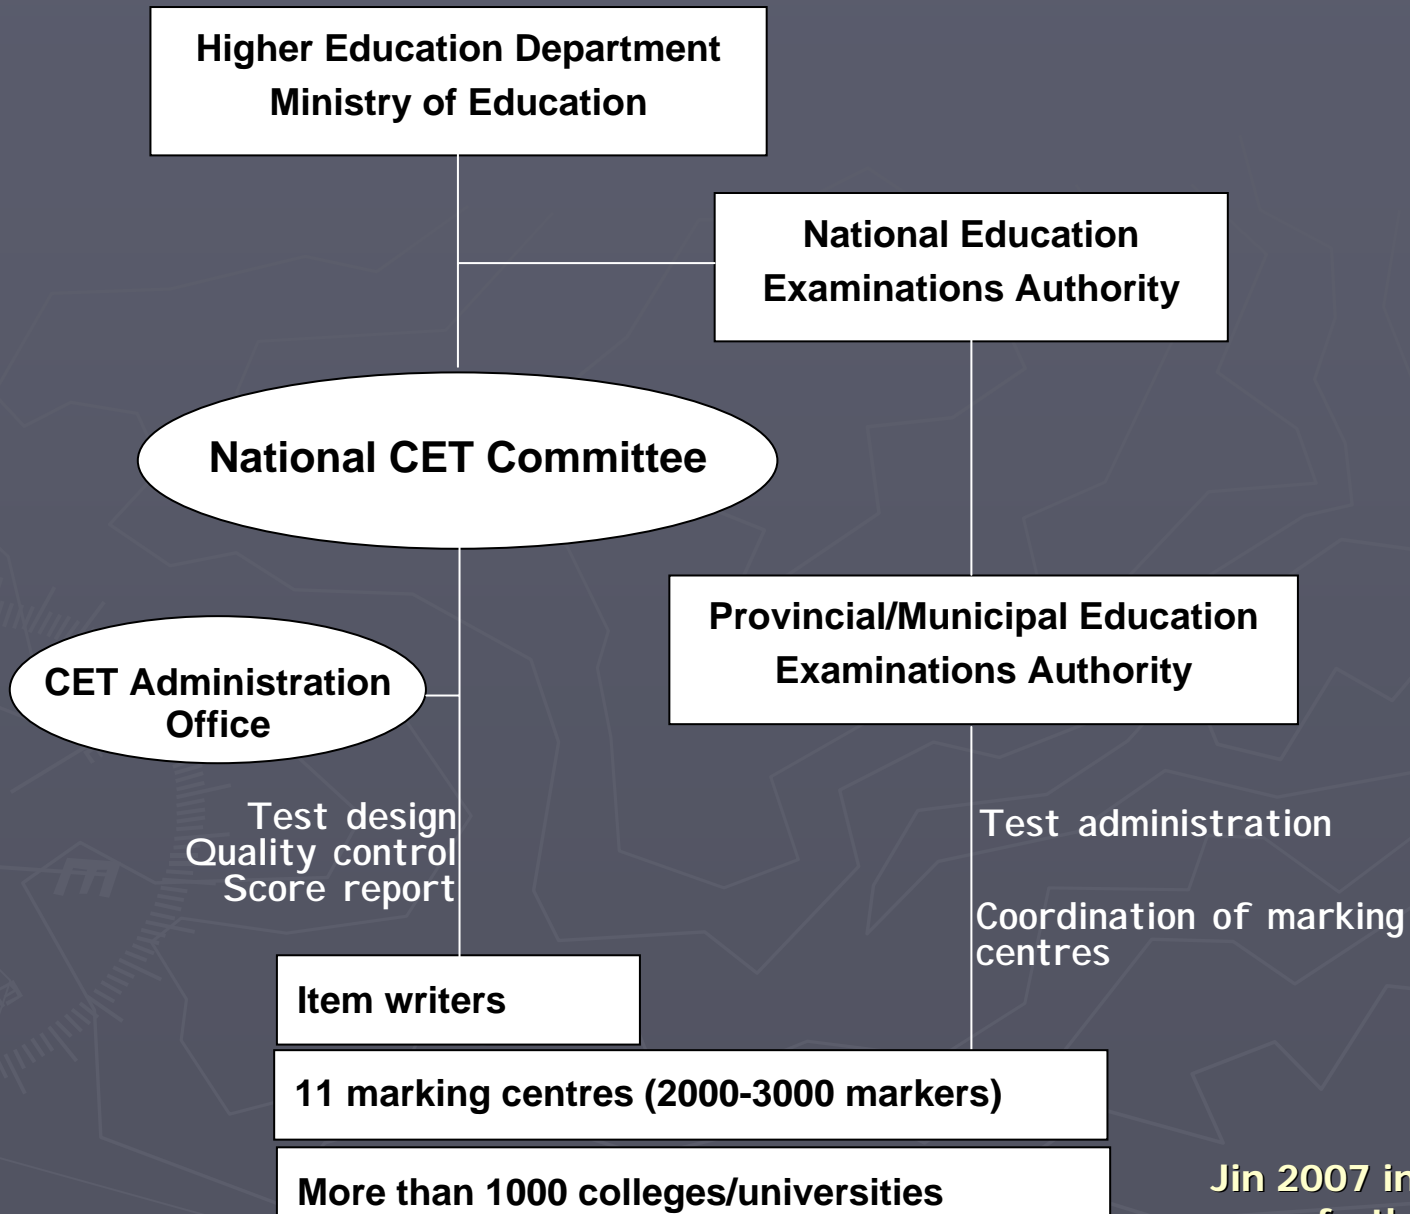 Higher Education Department
Ministry of Education
National Education
Examinations Authority
National CET Committee
Provincial/Municipal Education
Examinations Authority
CET Administration
Office
Test design
Quality control
Score report
Test administration
Coordination of marking
centres
Item writers
11 marking centres (2000-3000 markers)
More than 1000 colleges/universities
Jin 2007 in